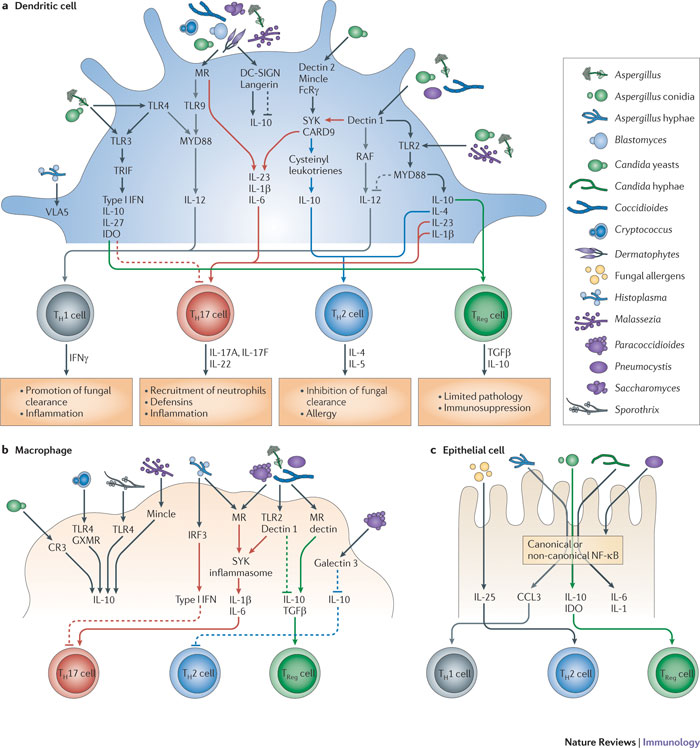 a Dendritic cell
MR
DC-SIGN
Langerin
Dectin 2
Mincle
FcRγ
TLR4
TLR9
IL-10
SYK
CARD9
Dectin 1
TLR3
MYD88
TLR2
TRIF
IL-23
IL-1β
IL-6
Cysteinyl
leukotrienes
RAF
MYD88
VLA5
Type I IFN
IL-10
IL-27
IDO
IL-12
IL-10
IL-12
IL-10
IL-4
IL-23
IL-1β
TH1 cell
TH17 cell
TH2 cell
TReg cell
IFNγ
IL-17A, IL-17F
IL-22
IL-4
IL-5
TGFβ
IL-10
• Promotion of fungal
clearance
• Inflammation
• Recruitment of neutrophils
• Defensins
• Inflammation
• Inhibition of fungal
clearance
• Allergy
• Limited pathology
• Immunosuppression
Aspergillus
Aspergillus conidia
Aspergillus hyphae
Blastomyces
Candida yeasts
Candida hyphae
Coccidioides
Cryptococcus
Dermatophytes
Fungal allergens
Histoplasma
Malassezia
Paracoccidioides
Pneumocystis
Saccharomyces
Sporothrix
b Macrophage
CR3
TLR4
GXMR
TLR4
Mincle
IRF3
MR
TLR2
Dectin 1
MR
dectin
SYK
inflammasome
Galectin 3
IL-10
Type I IFN
IL-1β
IL-6
IL-10
TGFβ
IL-10
TH17 cell
TH2 cell
TReg cell
c Epithelial cell
Canonical or
non-canonical NF-κB
IL-25
CCL3
IL-10
IDO
IL-6
IL-1
TH1 cell
TH2 cell
TReg cell
Nature Reviews | Immunology